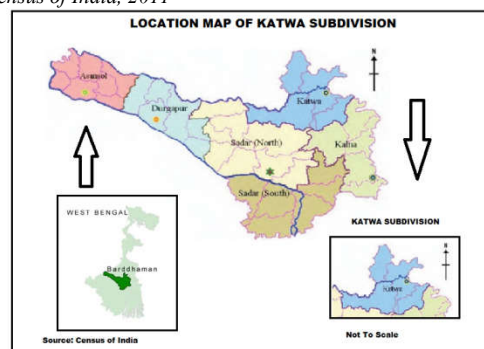 ensus of India, 2011
LOCATION MAP OF KATWA SUBDIVISION
N
Asansol
Durgapur
Katwa
Sadar (North)
Kalna
Sadar (South)
WEST BENGAL
Barddhaman
KATWA SUBDIVISION
N
Katwa
Source: Census of India
Not To Scale